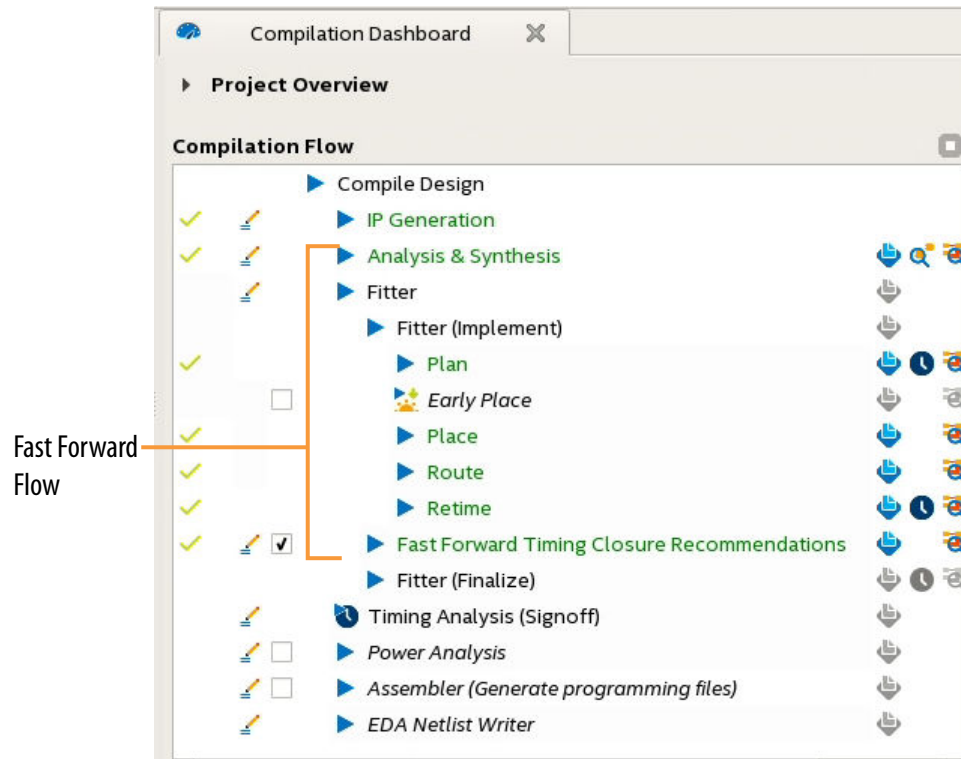 Compilation Dashboard
Project Overview
Compilation Flow
Compile Design
IP Generation
Analysis & Synthesis
Fitter
Fitter (Implement)
Plan
Early Place
Place
Route
Retime
Fast Forward Timing Closure Recommendations
Fitter (Finalize)
Timing Analysis (Signoff)
Power Analysis
Assembler (Generate programming files)
EDA Netlist Writer
Fast Forward
Flow